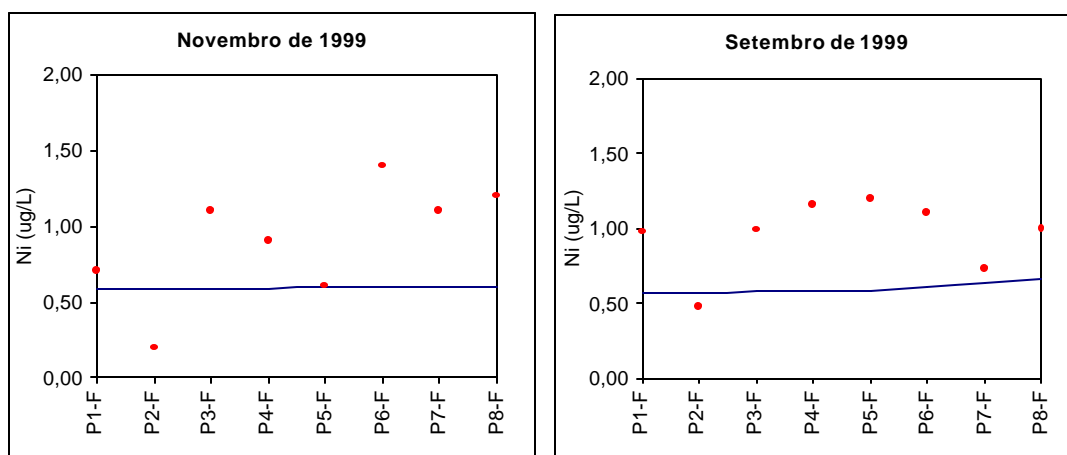 Novembro de 1999
2,00
1,50
1,00
0,50
0,00
Ni (ug/L)
P1-F
P2-F
P3-F
P4-F
P5-F
P6-F
P7-F
P8-F
Setembro de 1999
2,00
1,50
1,00
0,50
0,00
Ni (ug/L)
P1-F
P2-F
P3-F
P4-F
P5-F
P6-F
P7-F
P8-F